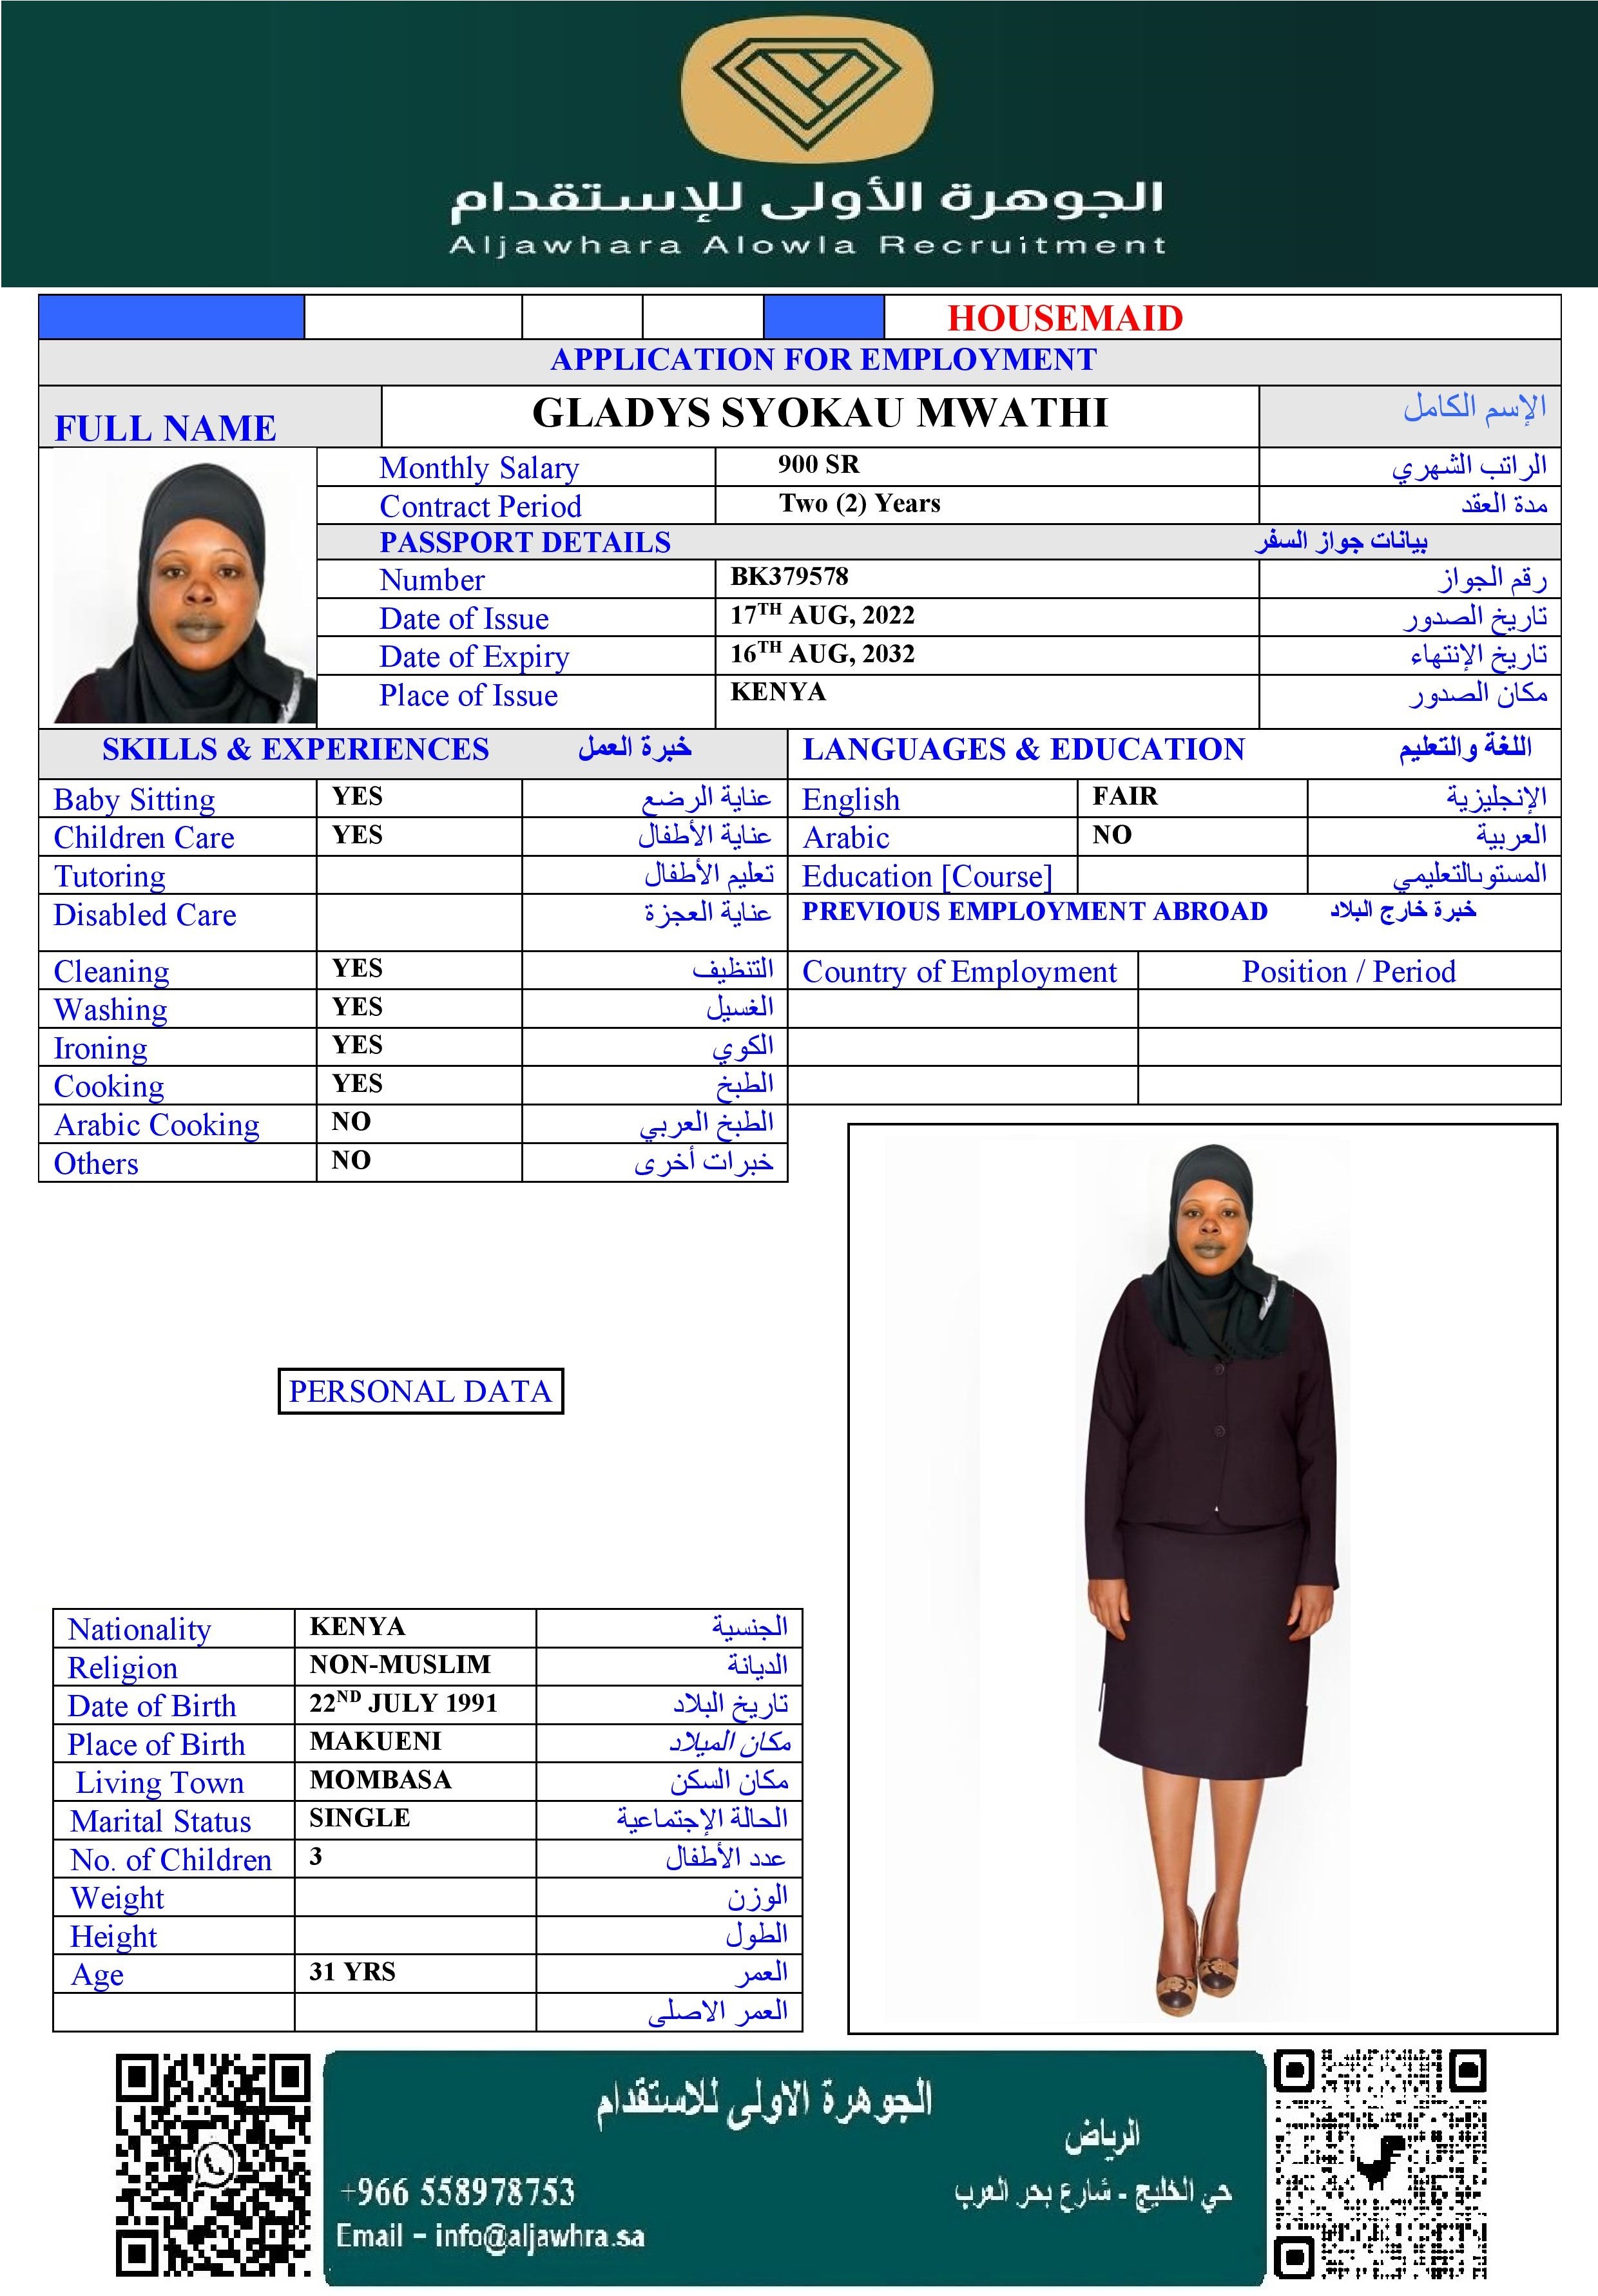 الجوهرة الأولى للإستقدام
Aljawhara Alowla Recruitment
HOUSEMAID
APPLICATION FOR EMPLOYMENT
FULL NAME GLADYS SYOKAU MWATHI الإسم الكامل
Monthly Salary 900 SR الراتب الشهري
Contract Period Two (2) Years مدة العقد
PASSPORT DETAILS بيانات جواز السفر
Number BK379578 رقم الجواز
Date of Issue 17TH AUG, 2022 تاريخ الصدور
Date of Expiry 16TH AUG, 2032 تاريخ الإنتهاء
Place of Issue KENYA مكان الصدور
SKILLS & EXPERIENCES خبرة العمل LANGUAGES & EDUCATION اللغة والتعليم
Baby Sitting YES عناية الرضع English FAIR الإنجليزية
Children Care YES عناية الأطفال Arabic NO العربية
Tutoring تعليم الأطفال Education [Course] المستوىالتعليمي
Disabled Care عناية العجزة PREVIOUS EMPLOYMENT ABROAD خبرة خارج البلاد
Cleaning YES التنظيف Country of Employment Position / Period
Washing YES الغسيل
Ironing YES الكوي
Cooking YES الطبخ
Arabic Cooking NO الطبخ العربي
Others NO خبرات أخرى
PERSONAL DATA
Nationality KENYA الجنسية
Religion NON-MUSLIM الديانة
Date of Birth 22ND JULY 1991 تاريخ البلاد
Place of Birth MAKUENI مكان الميلاد
Living Town MOMBASA مكان السكن
Marital Status SINGLE الحالة الإجتماعية
No. of Children 3 عدد الأطفال
Weight الوزن
Height الطول
Age 31 YRS العمر
العمر الاصلى
الجوهرة الاولى للاستقدام
الرياض
حي الخليج - شارع بحر العرب
+966 558978753
Email – info@aljawhra.sa